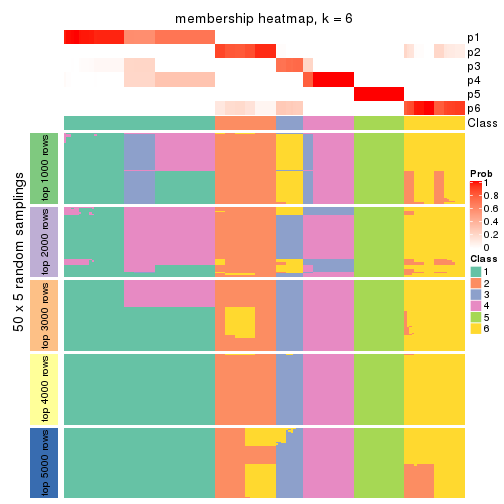 membership heatmap, k = 6
p1
p2
p3
p4
p5
p6
Class
50 x 5 random samplings
top 1000 rows
top 2000 rows
top 3000 rows
top 4000 rows
top 5000 rows
Prob
1
0.8
0.6
0.4
0.2
0
Class
1
2
3
4
5
6